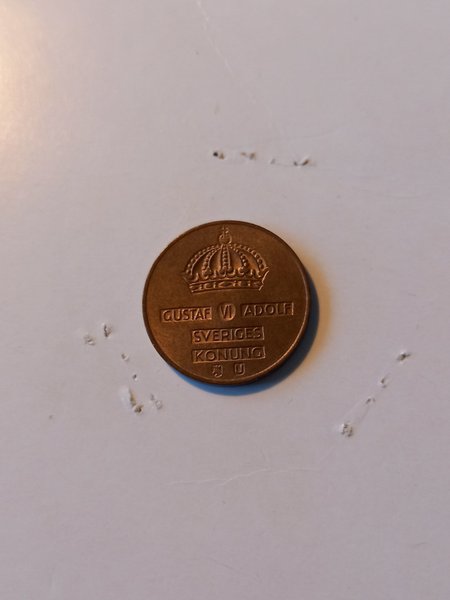 GUSTAF VI ADOLF
SVERIGES
KONUNG
U